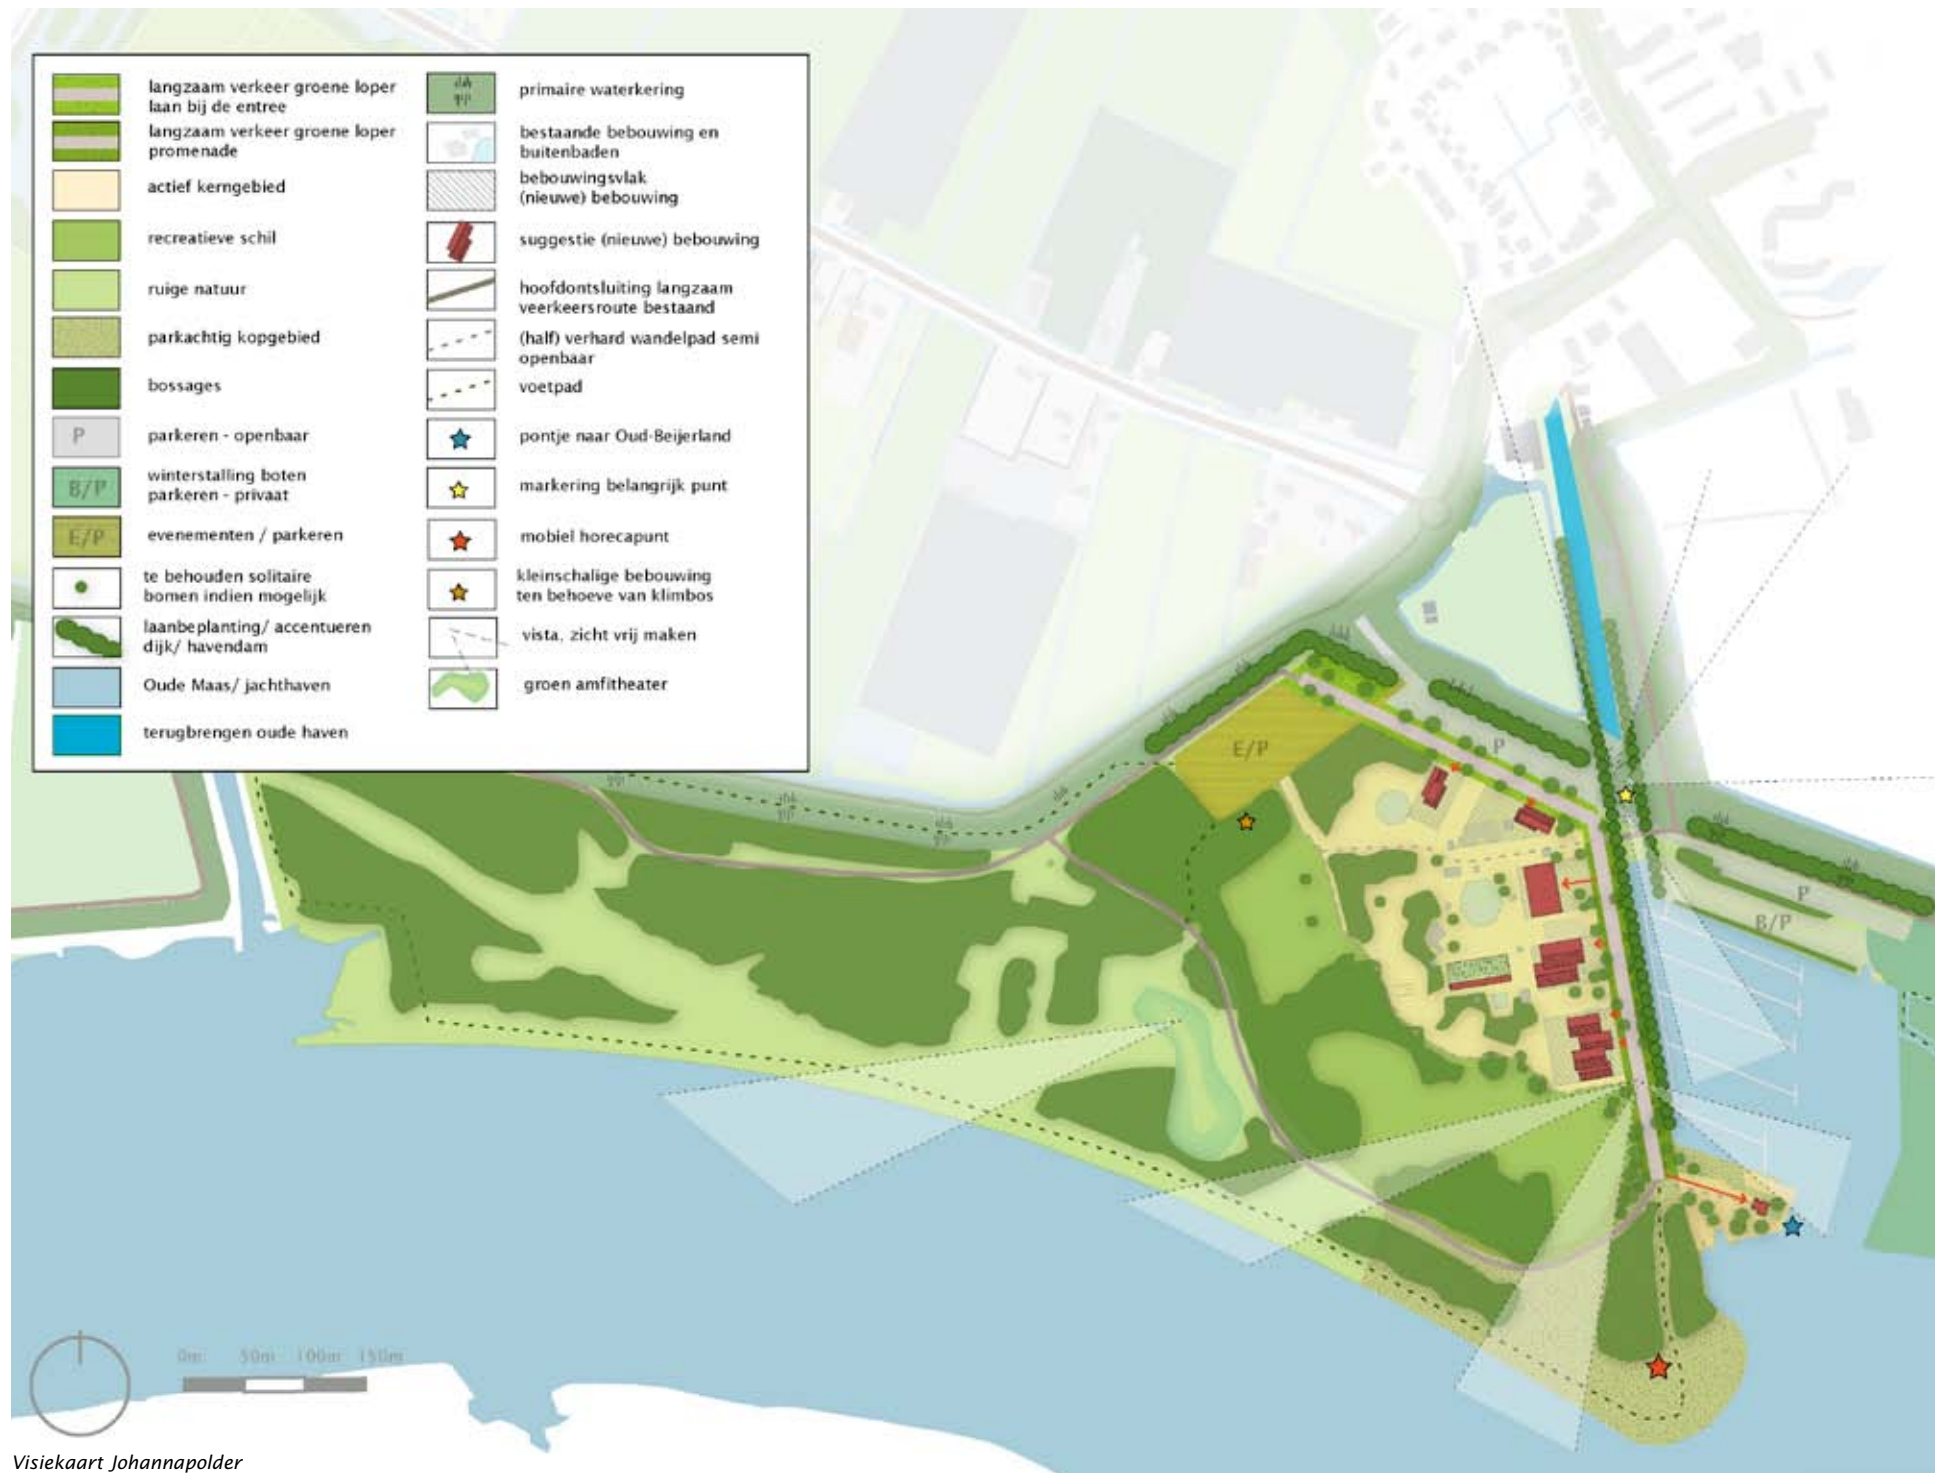 langzaam verkeer groene loper
laan bij de entree
langzaam verkeer groene loper
promenade
actief kerngebied
recreatieve schil
ruige natuur
parkachtig kopgebied
bossages
P
parkeren - openbaar
B/P
winterstalling boten
parkeren - privaat
E/P
evenementen / parkeren
te behouden solitaire
bomen indien mogelijk
laanbeplanting/ accentueren
dijk/ havendam
Oude Maas/ jachthaven
terugbrengen oude haven
primaire waterkering
bestaande bebouwing en
buitenbaden
bebouwingsvlak
(nieuwe) bebouwing
suggestie (nieuwe) bebouwing
hoofdontsluiting langzaam
veerkeersroute bestaand
(half) verhard wandelpad semi
openbaar
voetpad
pontje naar Oud-Beijerland
markering belangrijk punt
mobiel horecapunt
kleinschalige bebouwing
ten behoeve van klimbos
vista, zicht vrij maken
groen amfitheater
E/P
P
P
B/P
0m 50m 100m 150m
Visiekaart Johannapolder